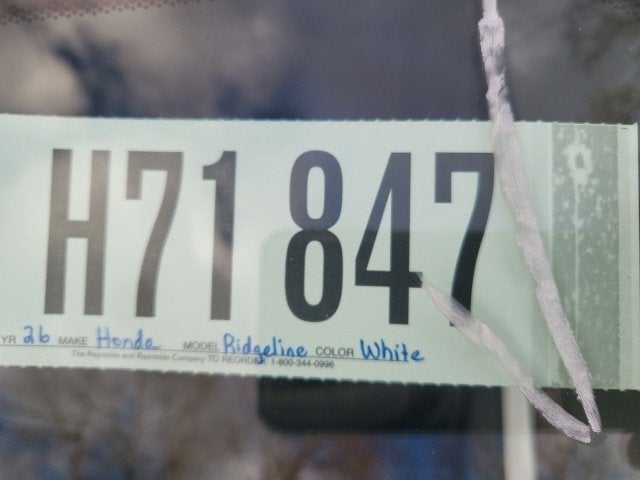 H71 847
YR 26 MAKE Honda MODEL Ridgeline COLOR White
The Reynolds and Reynolds Company TO REORDER: 1-800-344-0996